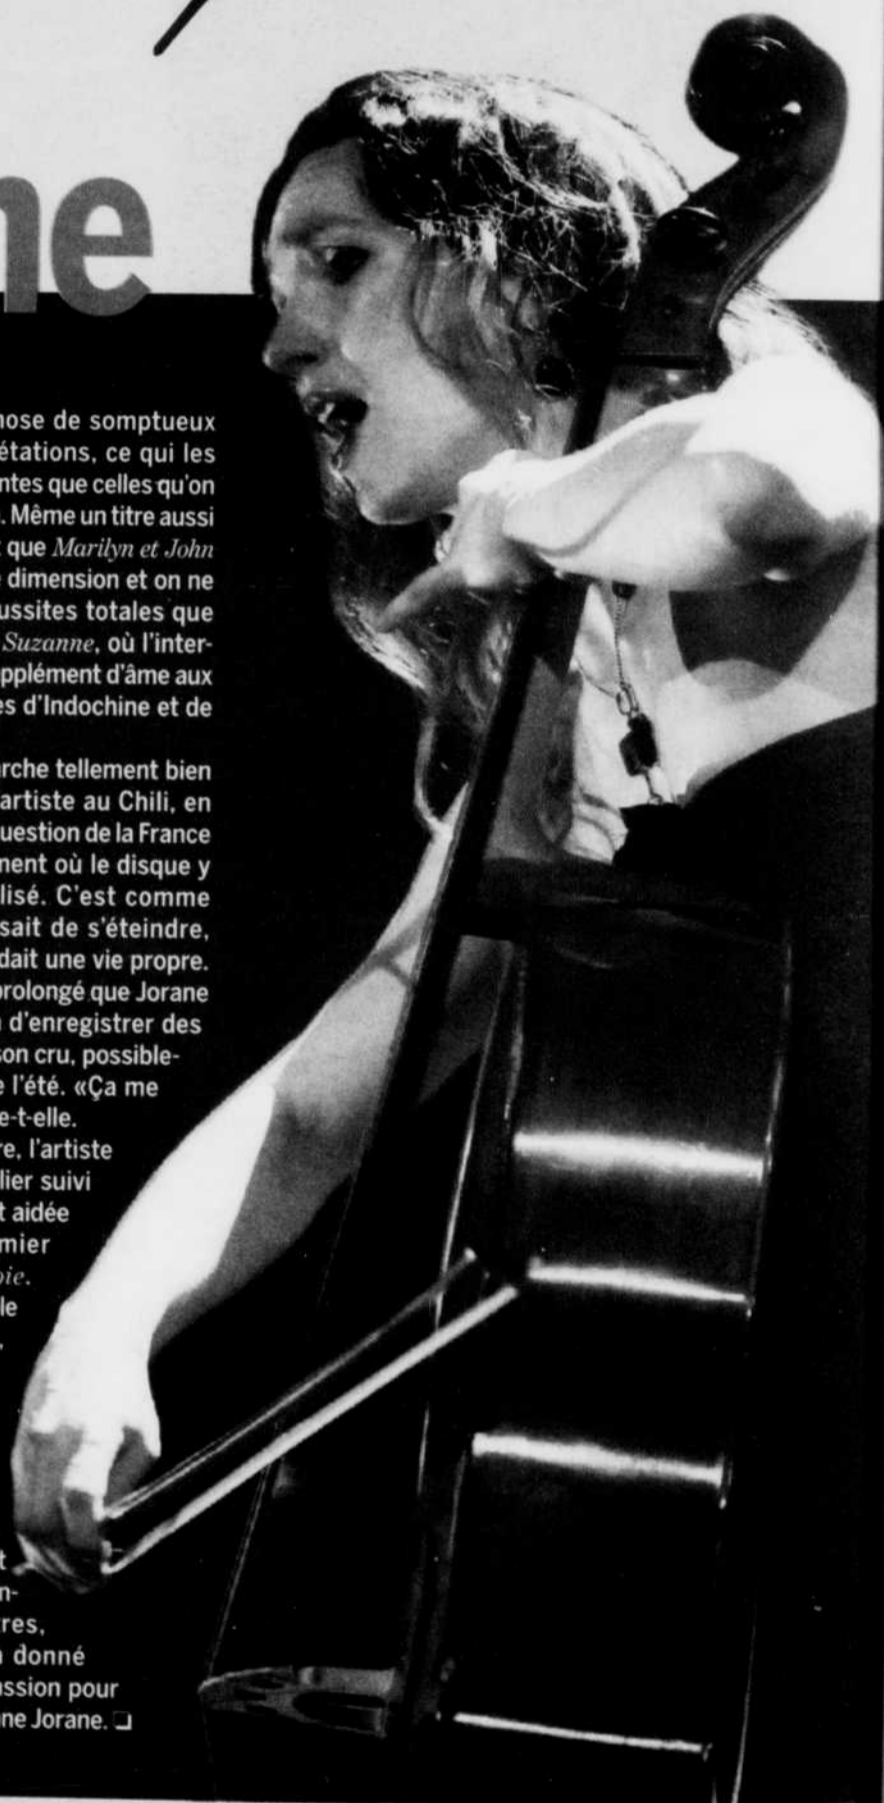 ne
hose de somptueux
étations, ce qui les
ntes que celles qu'on
. Même un titre aussi
que Marilyn et John
dimension et on ne
ussites totales que
Suzanne, où l'inter-
pplément d'âme aux
es d'Indochine et de
rche tellement bien
artiste au Chili, en
uestion de la France
ment où le disque y
lisé. C'est comme
sait de s'éteindre,
dait une vie propre.
prolongé que Jorane
d'enregistrer des
son cru, possible-
e l'été. «Ça me
e-t-elle.
re, l'artiste
lier suivi
t aidée
mier
oie.
le
t
n-
res,
donné
assion pour
ne Jorane. ❏